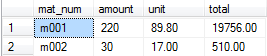 mat_num amount unit total
1 m001 220 89.80 19756.00
2 m002 30 17.00 510.00